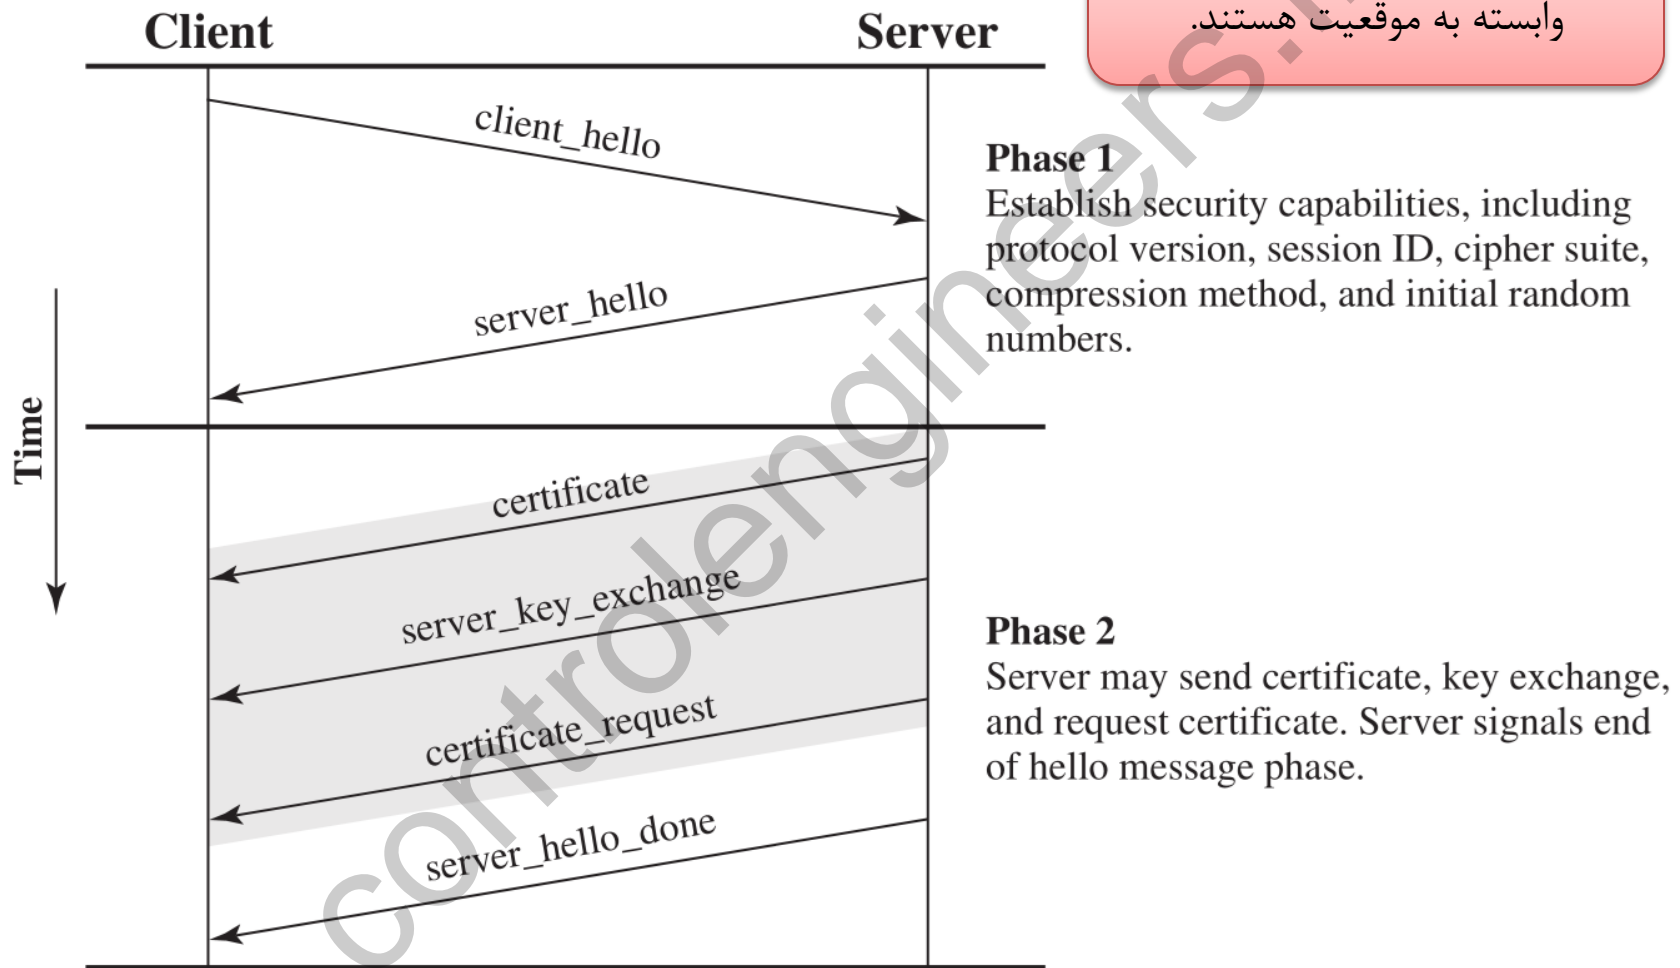 وابسته به موقعیت هستند.
Client
Server
client_hello
Phase 1
Establish security capabilities, including
protocol version, session ID, cipher suite,
compression method, and initial random
numbers.
server_hello
Time
certificate
server_key_exchange
Phase 2
Server may send certificate, key exchange,
and request certificate. Server signals end
of hello message phase.
certificate_request
server_hello_done
controlengineers.